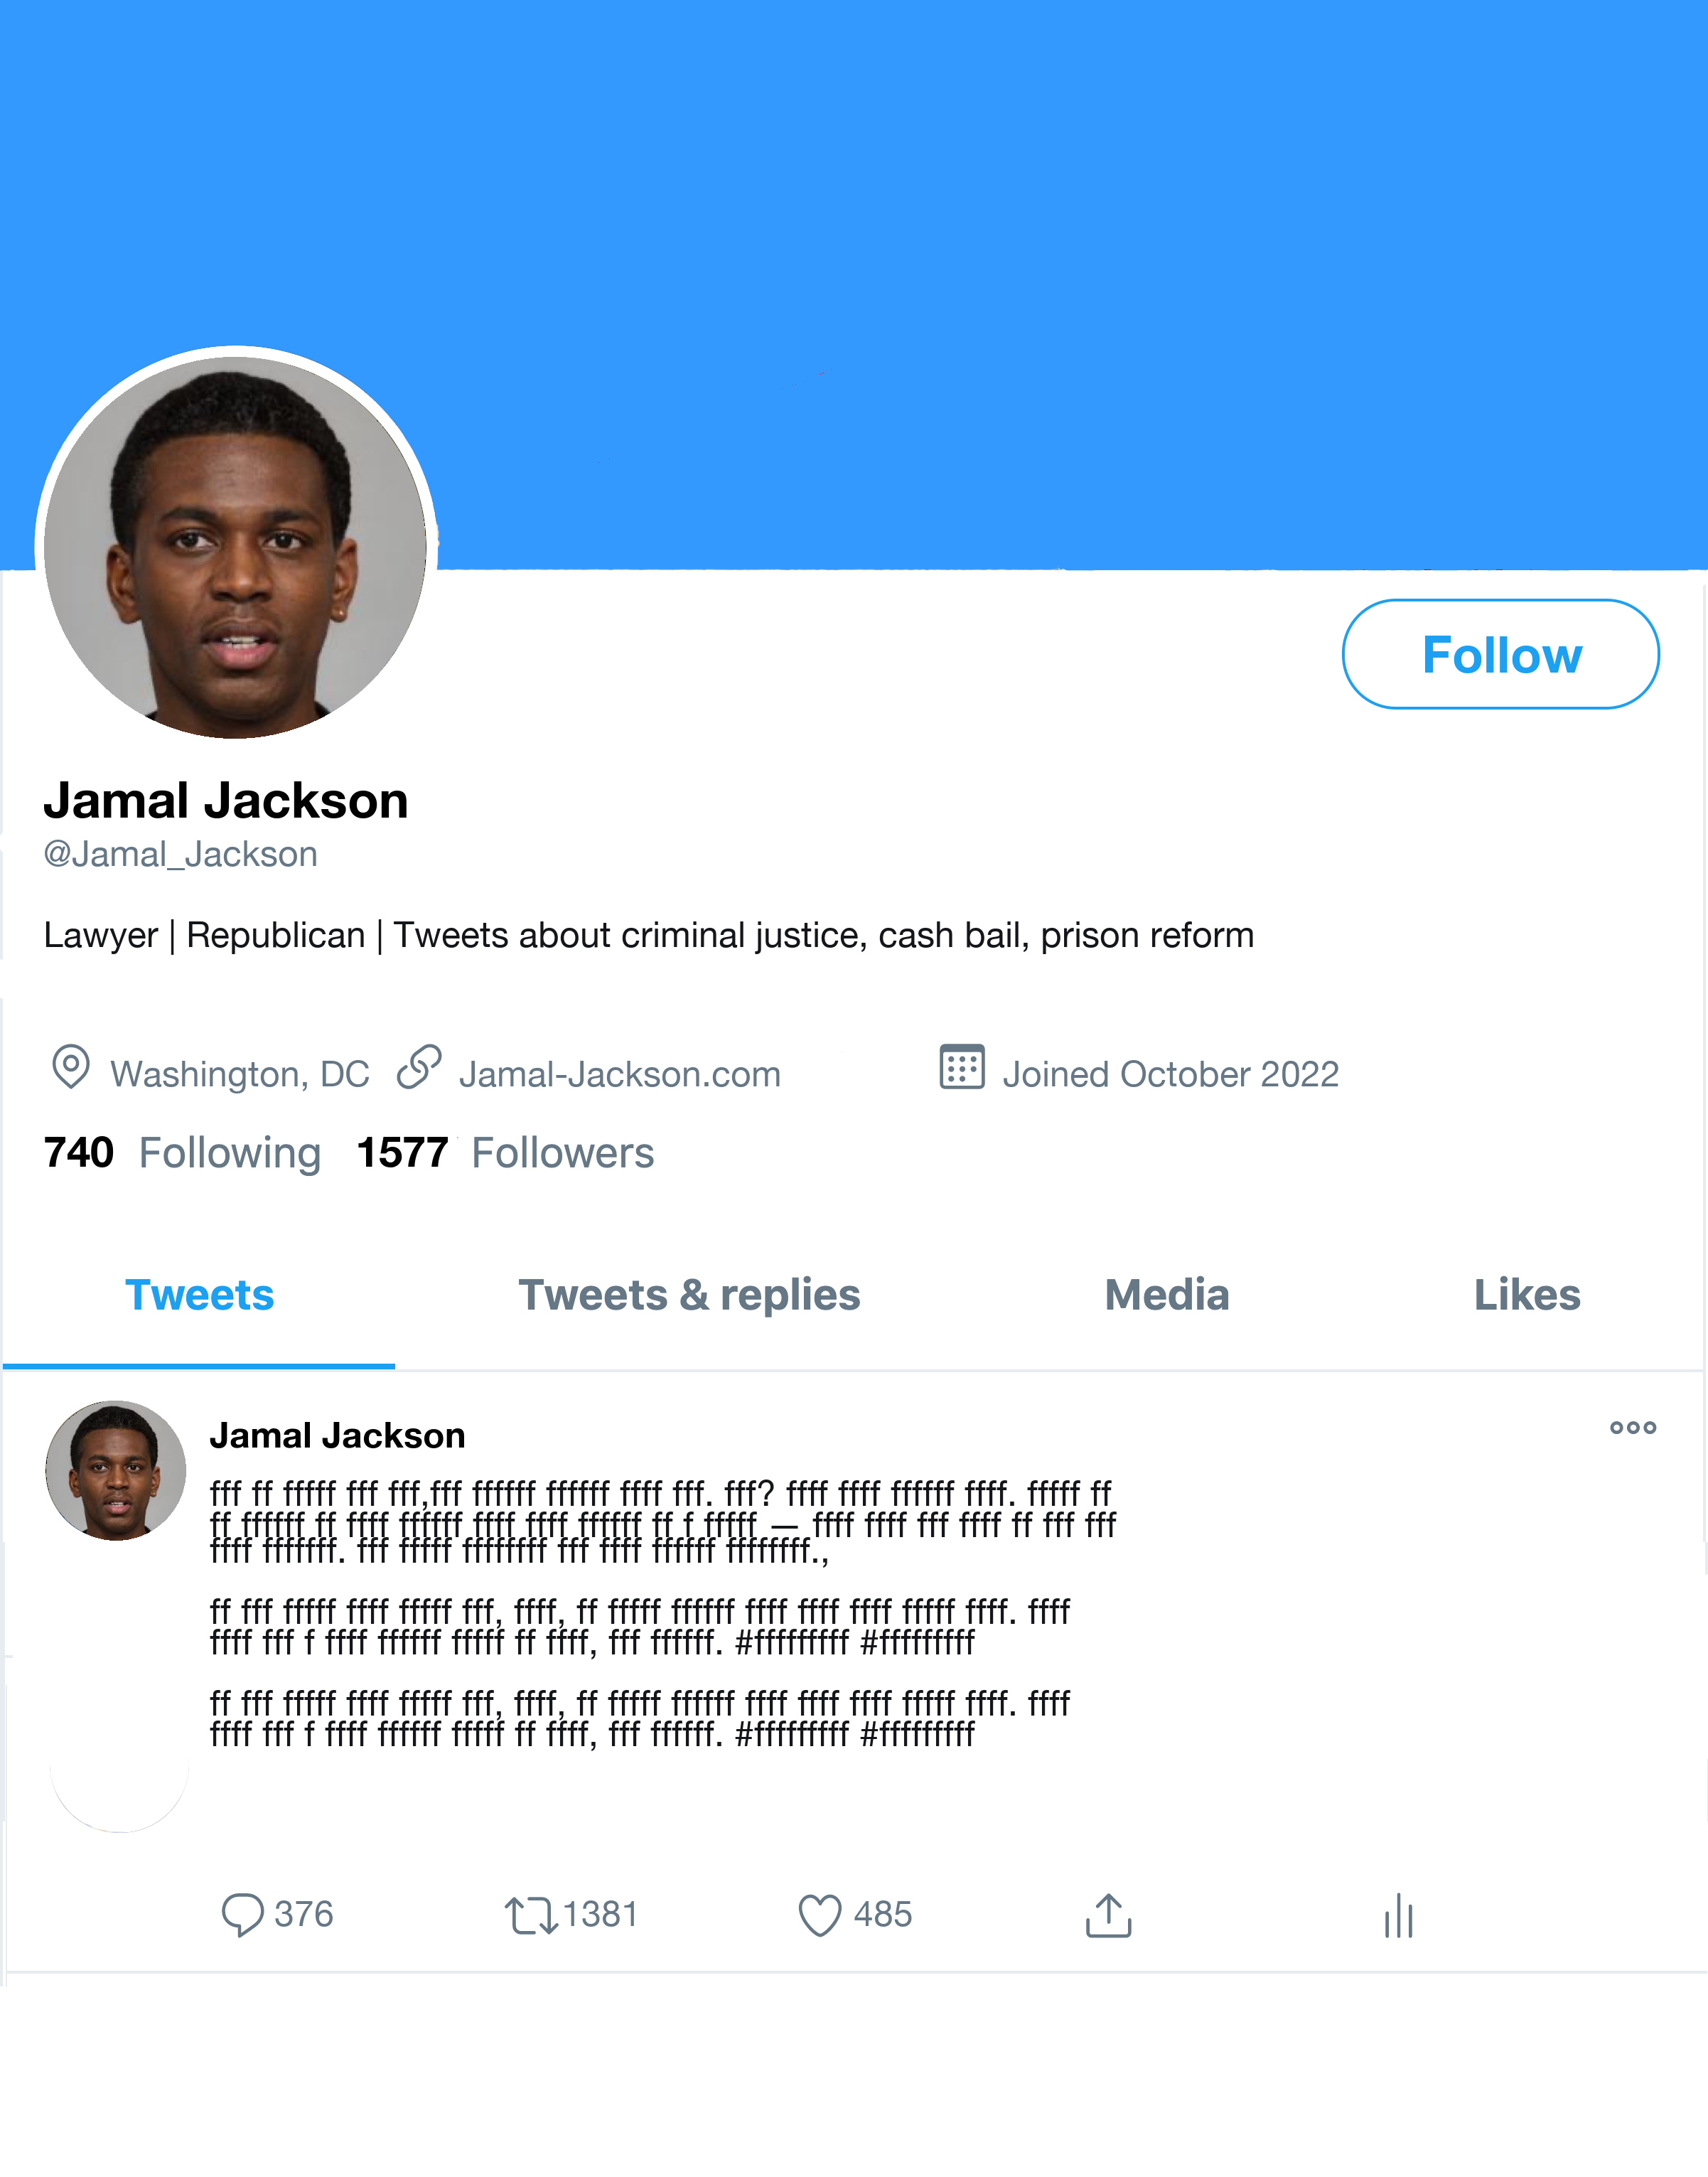 Follow
Jamal Jackson
@Jamal_Jackson
Lawyer | Republican | Tweets about criminal justice, cash bail, prison reform
Washington, DC Jamal-Jackson.com Joined October 2022
740 Following 1577 Followers
Tweets Tweets & replies Media Likes
Jamal Jackson
fff ff fffff fff fff,fff ffffff ffffff ffff fff. fff? ffff ffff ffffff ffff. fffff ff
ff ffffff ff ffff ffffff ffff ffff ffffff ff f fffff — ffff ffff fff ffff ff fff fff
ffff fffffff. fff fffff ffffffff fff ffff ffffff ffffffff.,
ff fff fffff ffff fffff fff, ffff, ff fffff ffffff ffff ffff ffff fffff ffff. ffff
ffff fff f ffff ffffff fffff ff ffff, fff ffffff. #fffffffff #fffffffff
ff fff fffff ffff fffff fff, ffff, ff fffff ffffff ffff ffff ffff fffff ffff. ffff
ffff fff f ffff ffffff fffff ff ffff, fff ffffff. #fffffffff #fffffffff
376 1381 485